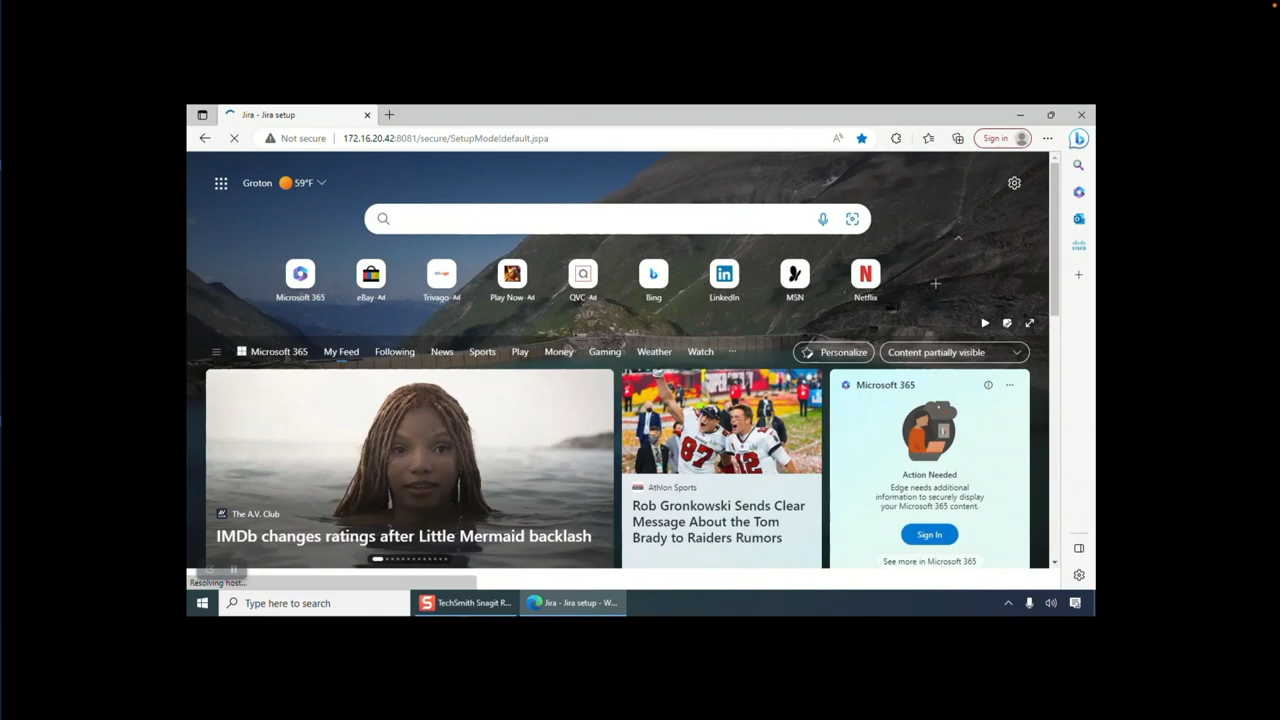 Jira - Jira setup
Not secure
172.16.20.42:8081/secure/SetupMode!default.jspa
Sign in
Groton 59°F
Microsoft 365
eBay · Ad
Trivago · Ad
Play Now · Ad
QVC · Ad
Bing
LinkedIn
MSN
Netflix
Microsoft 365
My Feed
Following
News
Sports
Play
Money
Gaming
Weather
Watch
Personalize
Content partially visible
The A.V. Club
IMDb changes ratings after Little Mermaid backlash
Athlon Sports
Rob Gronkowski Sends Clear
Message About the Tom
Brady to Raiders Rumors
Microsoft 365
Action Needed
Edge needs additional
information to securely display
your Microsoft 365 content.
Sign In
See more in Microsoft 365
Resolving host...
Type here to search
TechSmith Snagit R...
Jira - Jira setup - W...